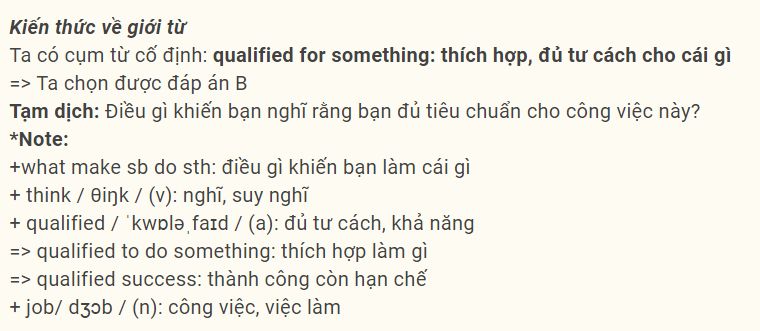 Kiến thức về giới từ
Ta có cụm từ cố định: qualified for something: thích hợp, đủ tư cách cho cái gì
=> Ta chọn được đáp án B
Tạm dịch: Điều gì khiến bạn nghĩ rằng bạn đủ tiêu chuẩn cho công việc này?
*Note:
+what make sb do sth: điều gì khiến bạn làm cái gì
+ think / θiŋk / (v): nghĩ, suy nghĩ
+ qualified / ˈkwɒləˌfaɪd / (a): đủ tư cách, khả năng
=> qualified to do something: thích hợp làm gì
=> qualified success: thành công còn hạn chế
+ job/ dʒɔb / (n): công việc, việc làm